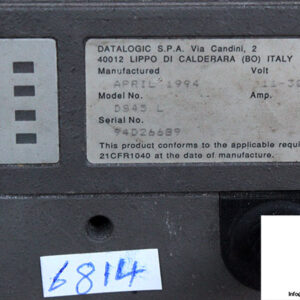 DATALOGIC S.P.A. Via Candini, 2
40012 LIPPO DI CALDERARA (BO) ITALY
Manufactured Volt
APRIL 1994
Model No. Amp.
DS45 L
Serial No.
94D26689
This product conforms to the applicable requi
21CFR1040 at the date of manufacture.
6814